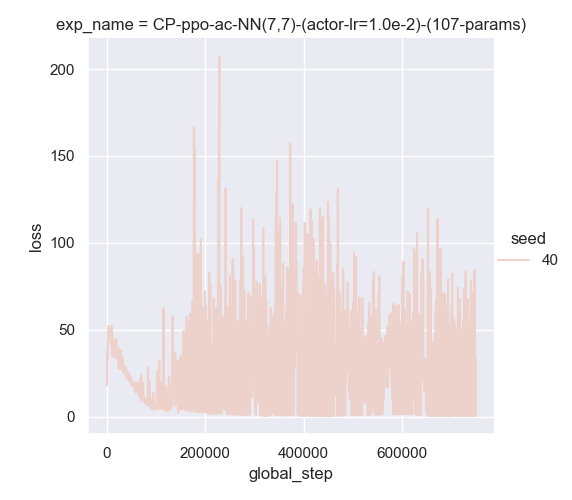 exp_name = CP-ppo-ac-NN(7,7)-(actor-lr=1.0e-2)-(107-params)
200
150
100
50
0
loss
0 200000 400000 600000
global_step
seed
40